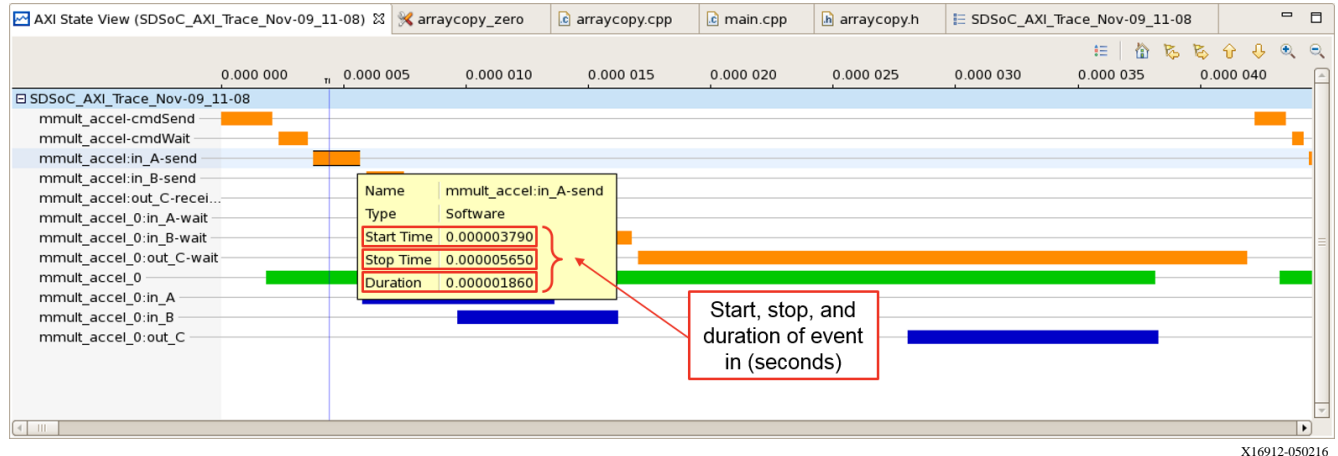 AXI State View (SDSoC_AXI_Trace_Nov-09_11-08) arraycopy_zero arraycopy.cpp main.cpp arraycopy.h SDSoC_AXI_Trace_Nov-09_11-08
0.000 000 TI 0.000 005 0.000 010 0.000 015 0.000 020 0.000 025 0.000 030 0.000 035 0.000 040
SDSoC_AXI_Trace_Nov-09_11-08
mmult_accel-cmdSend
mmult_accel-cmdWait
mmult_accel:in_A-send
mmult_accel:in_B-send
mmult_accel:out_C-recei...
mmult_accel_0:in_A-wait
mmult_accel_0:in_B-wait
mmult_accel_0:out_C-wait
mmult_accel_0
mmult_accel_0:in_A
mmult_accel_0:in_B
mmult_accel_0:out_C
Name mmult_accel:in_A-send
Type Software
Start Time 0.000003790
Stop Time 0.000005650
Duration 0.000001860
Start, stop, and
duration of event
in (seconds)
X16912-050216